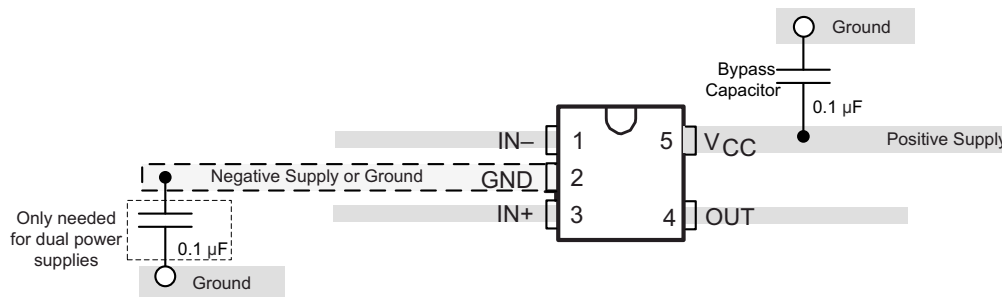 Ground
Bypass
Capacitor
0.1 µF
IN–
1
5
VCC
Positive Supply
Negative Supply or Ground
GND
2
IN+
3
4
OUT
Only needed
for dual power
supplies
0.1 µF
Ground